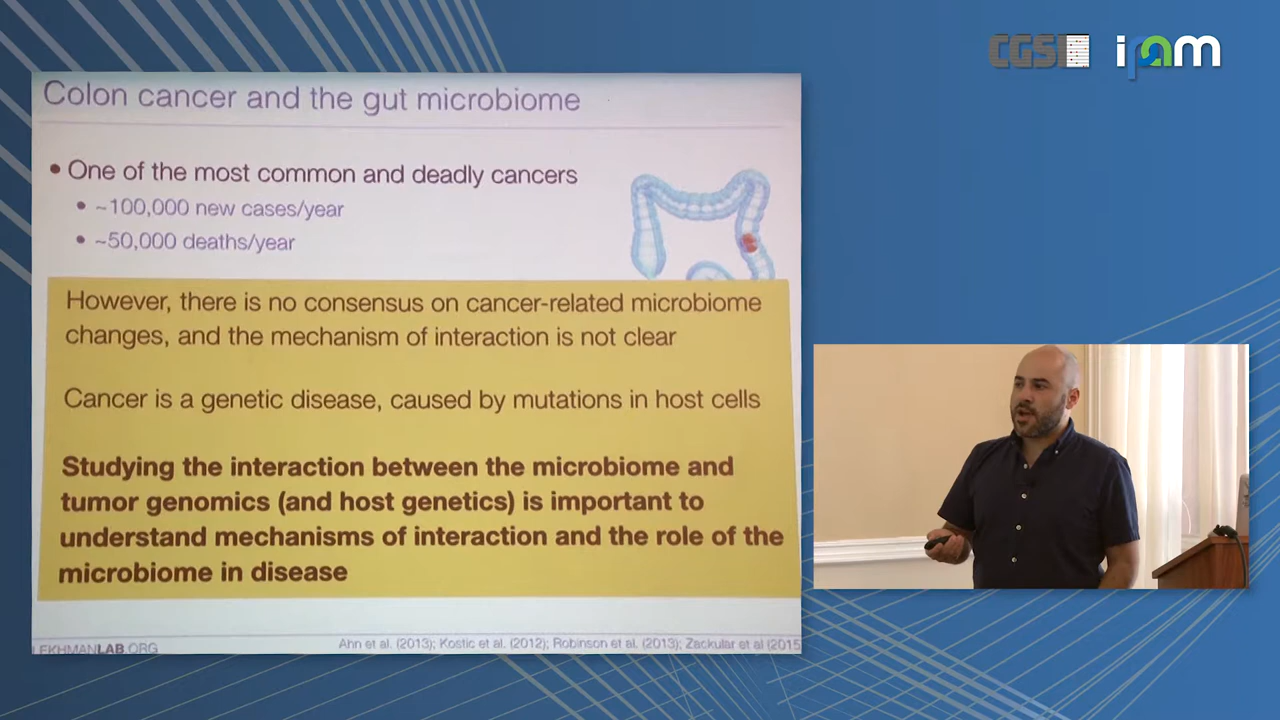 CGSI
ipam
Colon cancer and the gut microbiome
• One of the most common and deadly cancers
• ~100,000 new cases/year
• ~50,000 deaths/year
However, there is no consensus on cancer-related microbiome
changes, and the mechanism of interaction is not clear
Cancer is a genetic disease, caused by mutations in host cells
Studying the interaction between the microbiome and
tumor genomics (and host genetics) is important to
understand mechanisms of interaction and the role of the
microbiome in disease
LEKHMANLAB.ORG
Ahn et al. (2013); Kostic et al. (2012); Robinson et al. (2013); Zackular et al (2015